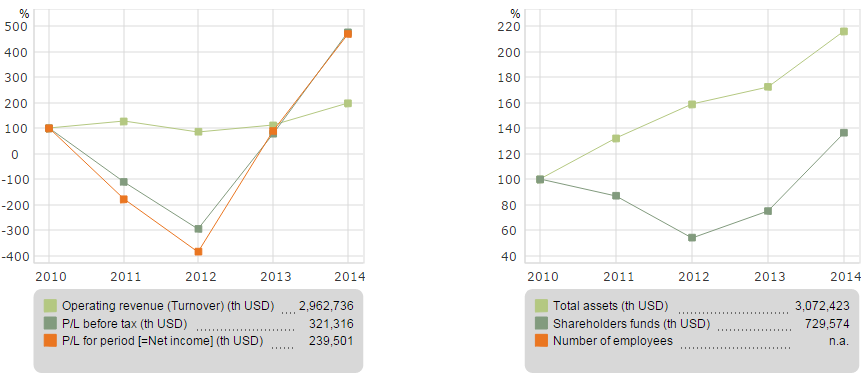 %
500
400
300
200
100
0
-100
-200
-300
-400
2010 2011 2012 2013 2014
Operating revenue (Turnover) (th USD) .... 2,962,736
P/L before tax (th USD) ........................ 321,316
P/L for period [=Net income] (th USD) ...... 239,501
%
220
200
180
160
140
120
100
80
60
40
2010 2011 2012 2013 2014
Total assets (th USD) ........................ 3,072,423
Shareholders funds (th USD) ................ 729,574
Number of employees ........................ n.a.